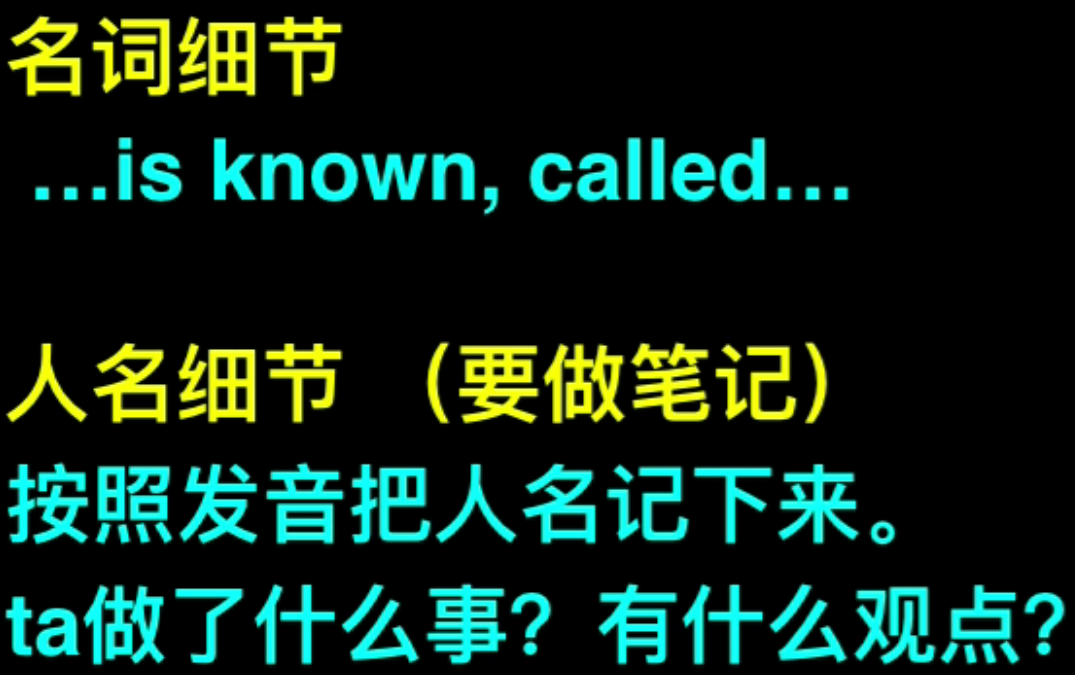 名词细节
…is known, called…
人名细节 （要做笔记）
按照发音把人名记下来。
ta做了什么事？有什么观点？